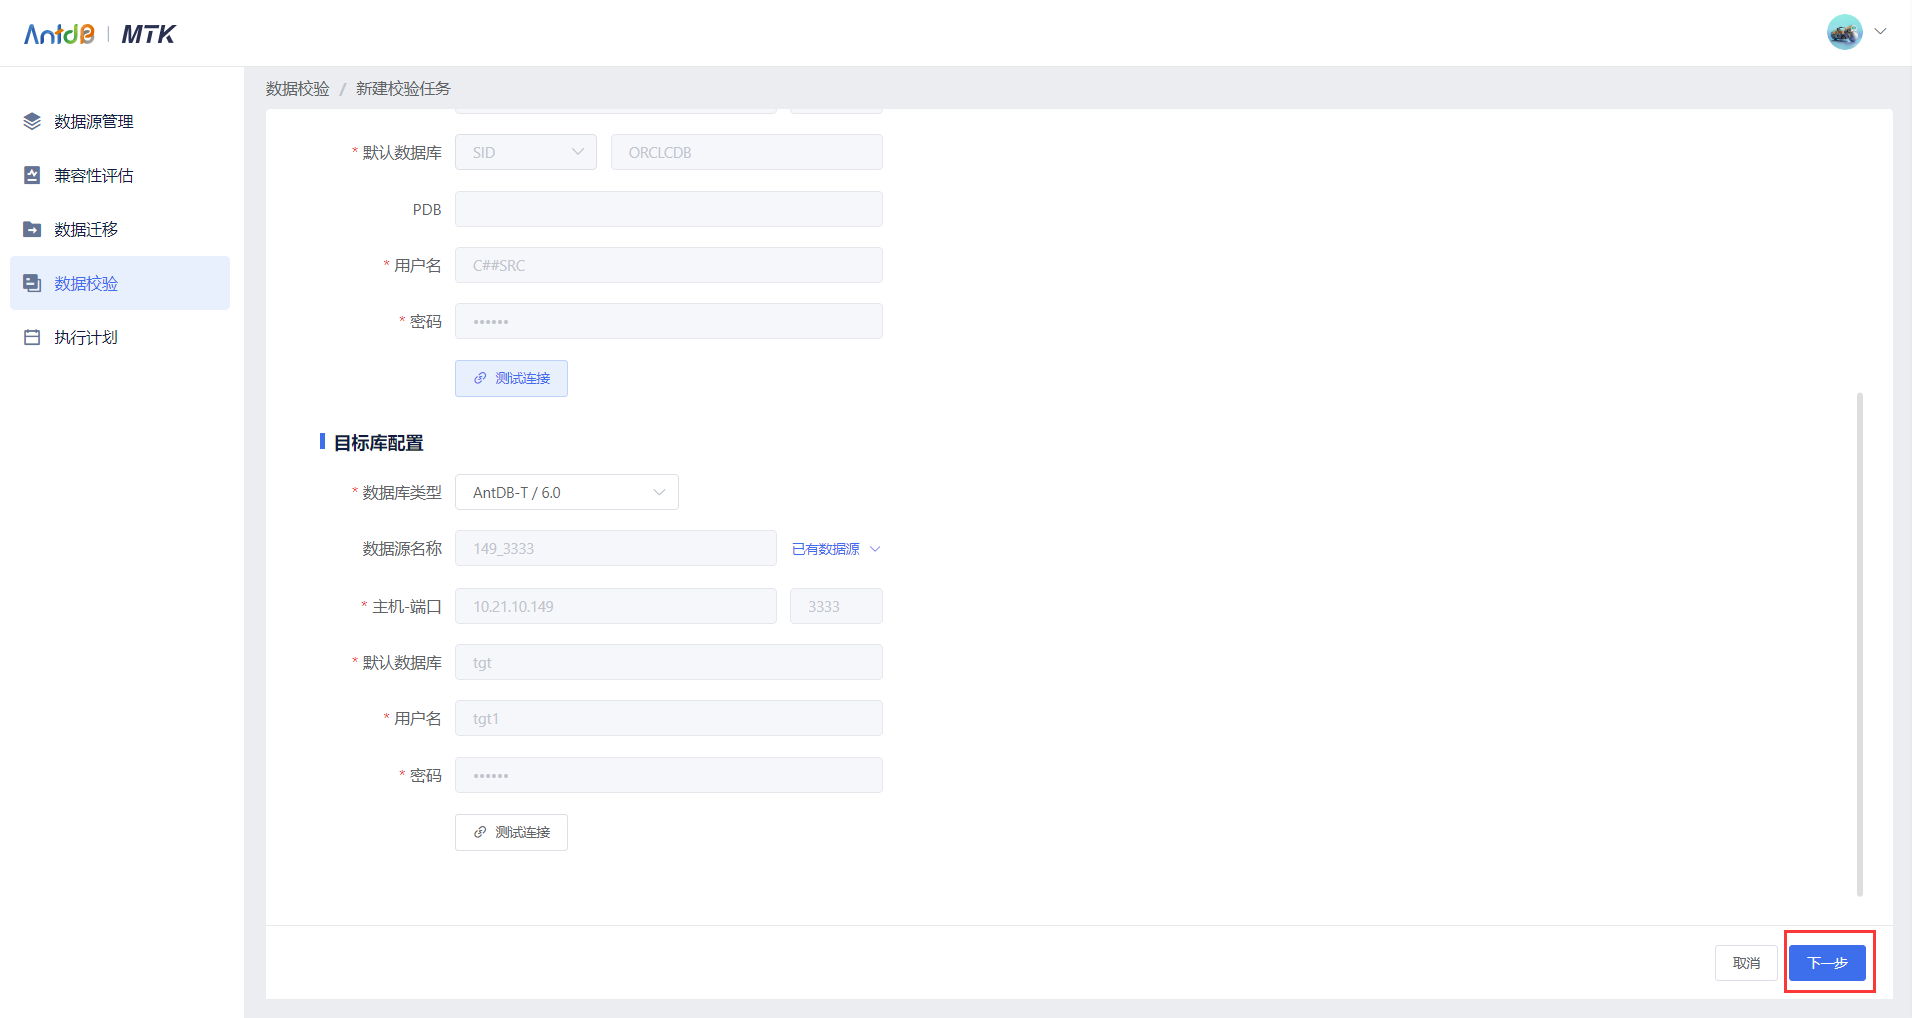 AntDB | MTK
数据校验 / 新建校验任务
数据源管理
兼容性评估
数据迁移
数据校验
执行计划
* 默认数据库 SID ORCLCDB
PDB
* 用户名 C##SRC
* 密码 ••••••
测试连接
目标库配置
* 数据库类型 AntDB-T / 6.0
数据源名称 149_3333 已有数据源
* 主机-端口 10.21.10.149 3333
* 默认数据库 tgt
* 用户名 tgt1
* 密码 ••••••
测试连接
取消 下一步